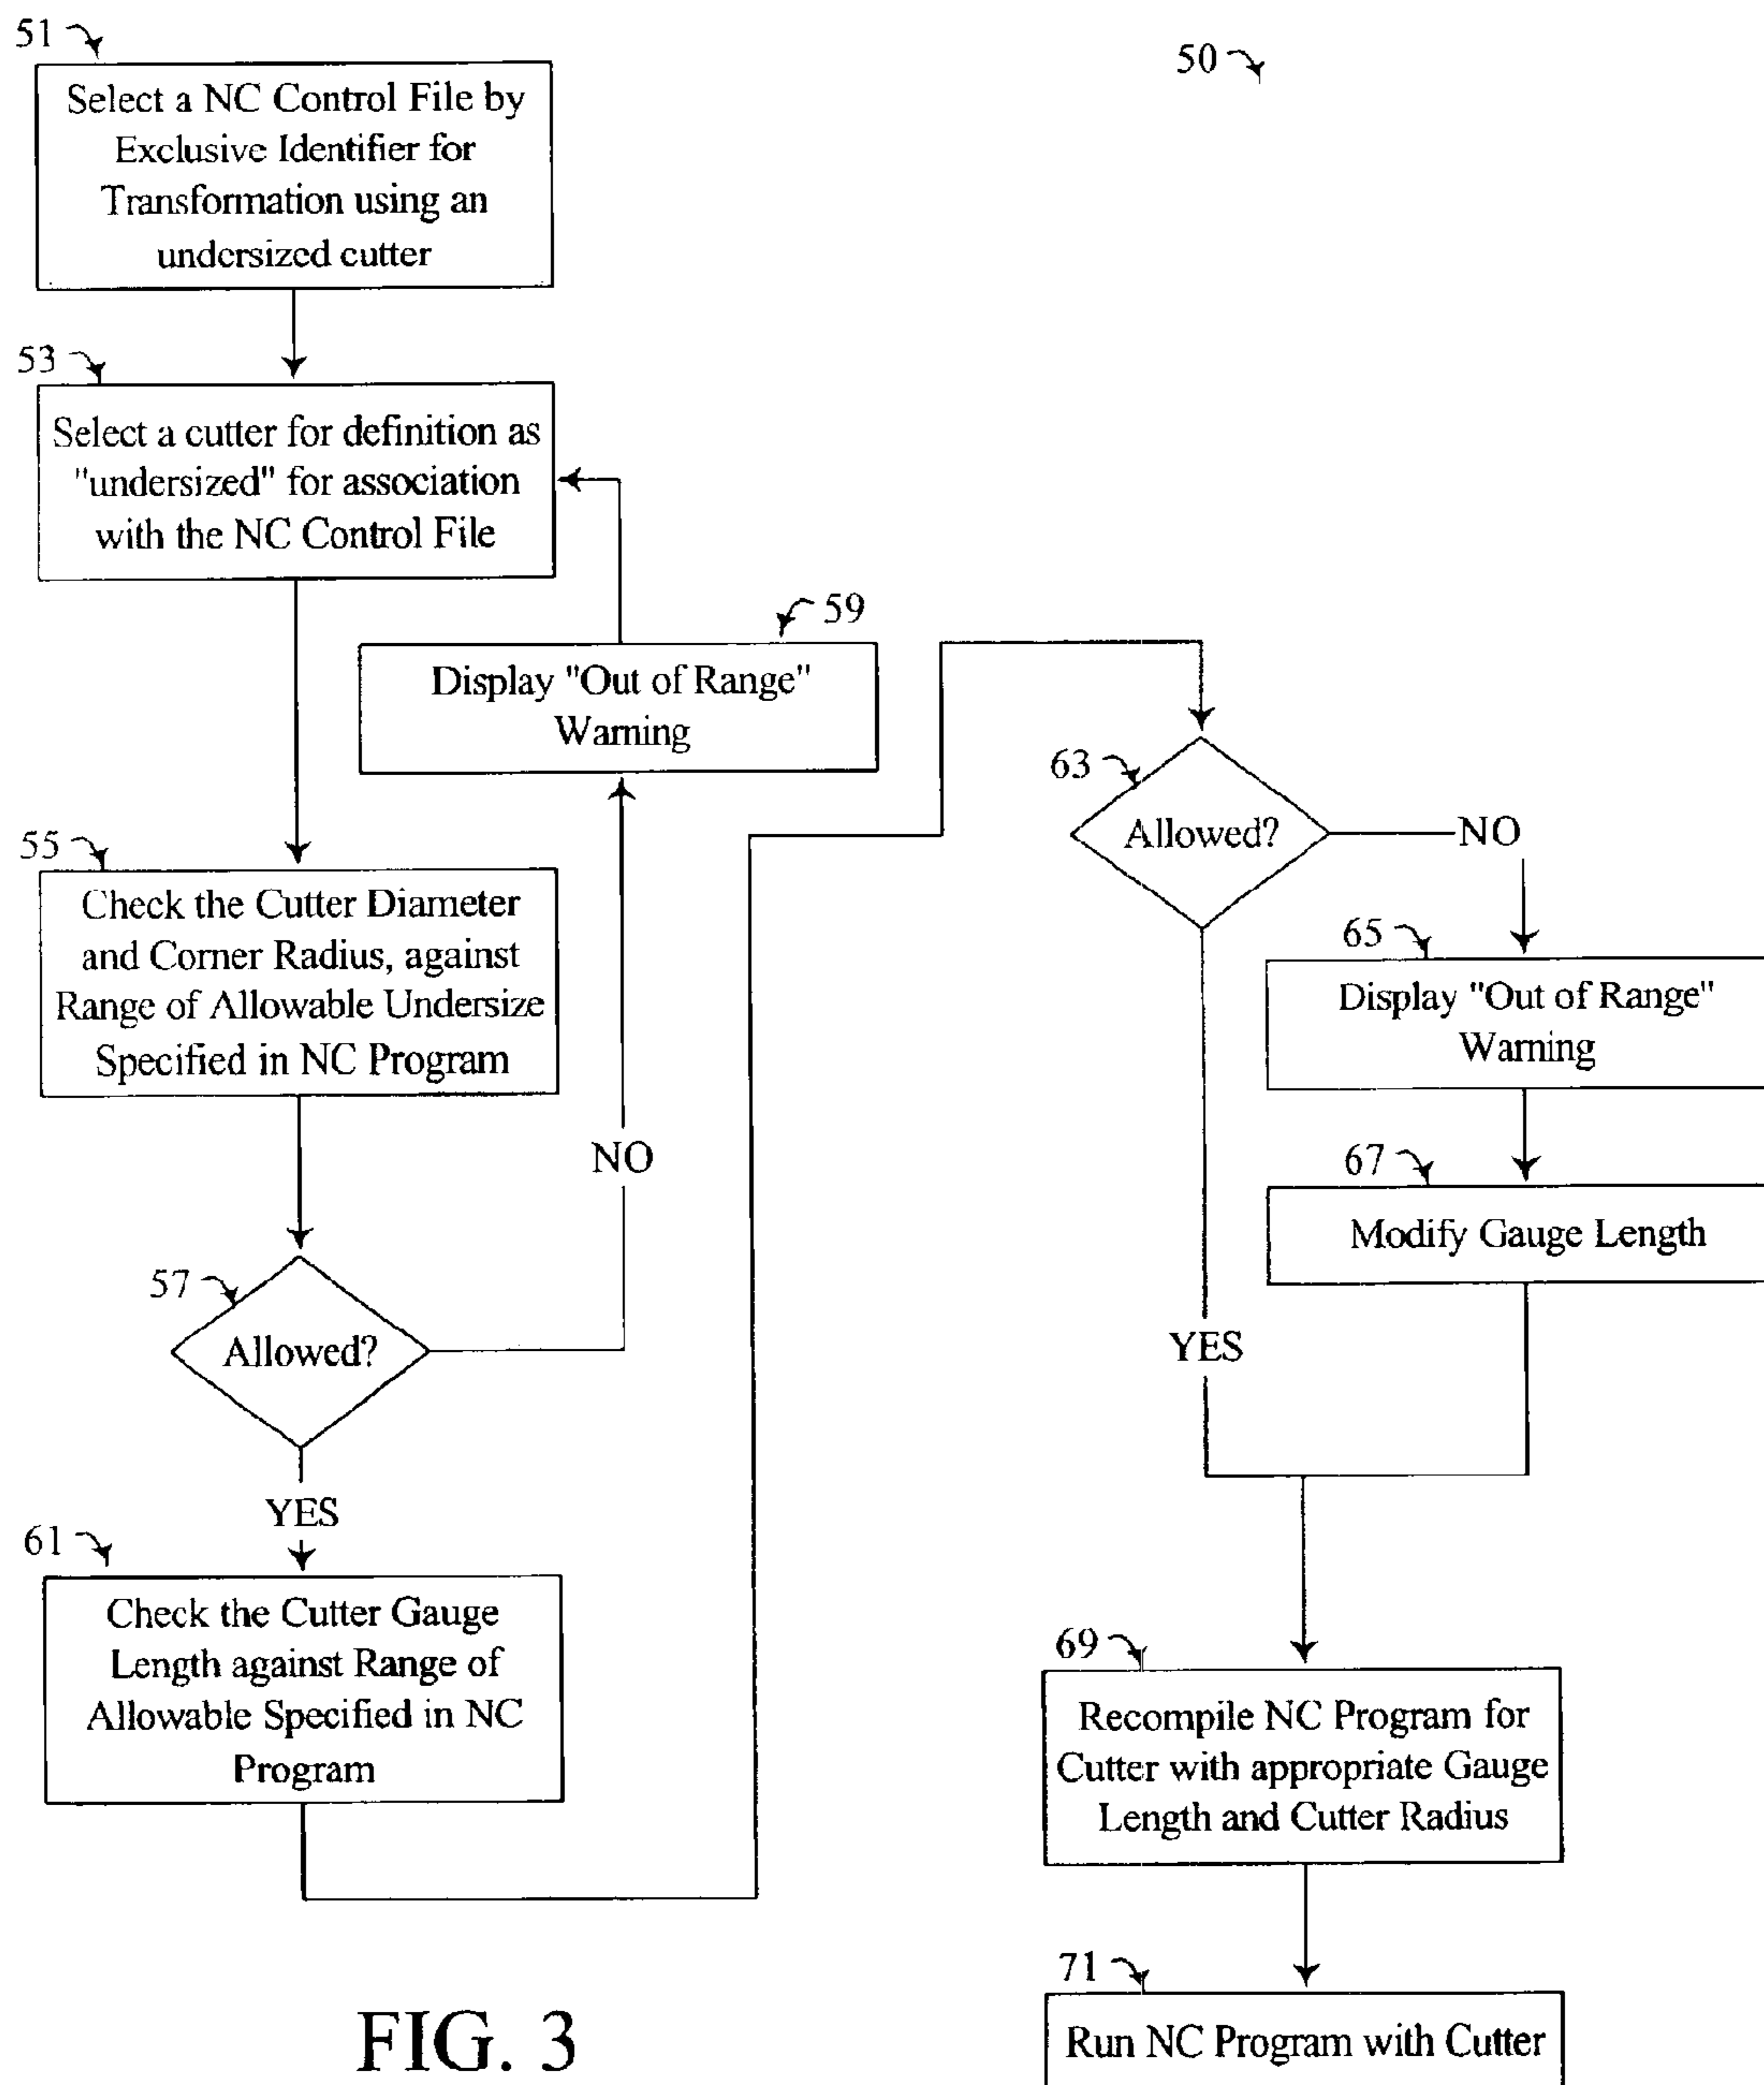 51
Select a NC Control File by
Exclusive Identifier for
Transformation using an
undersized cutter
53
Select a cutter for definition as
"undersized" for association
with the NC Control File
59
Display "Out of Range"
Warning
55
Check the Cutter Diameter
and Corner Radius, against
Range of Allowable Undersize
Specified in NC Program
NO
57
Allowed?
YES
61
Check the Cutter Gauge
Length against Range of
Allowable Specified in NC
Program
50
63
Allowed?
NO
65
Display "Out of Range"
Warning
67
Modify Gauge Length
YES
69
Recompile NC Program for
Cutter with appropriate Gauge
Length and Cutter Radius
71
Run NC Program with Cutter
FIG. 3